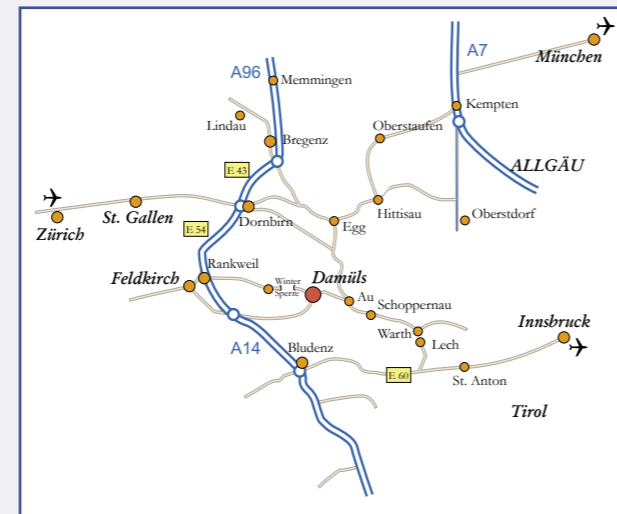 A7
München
A96
Memmingen
Kempten
Lindau
Oberstaufen
Bregenz
ALLGÄU
E 43
Hittisau
St. Gallen
Dornbirn
Oberstdorf
Zürich
E 54
Egg
Rankweil
Feldkirch
Winter
Sperre
Damüls
Au
Schoppernau
Innsbruck
Warth
Lech
A14
Bludenz
E 60
St. Anton
Tirol